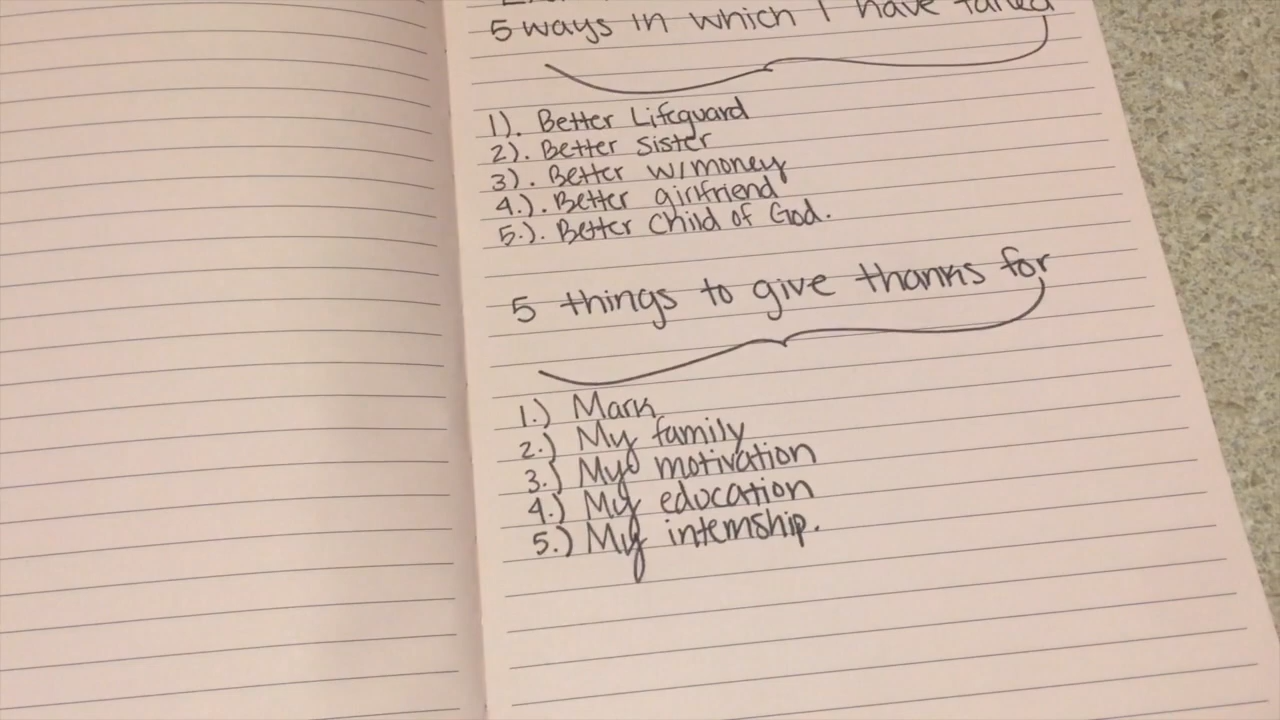 5 ways in which I have failed
1). Better Lifeguard
2). Better Sister
3). Better w/money
4.). Better girlfriend
5.). Better Child of God.
5 things to give thanks for
1.) Mark
2.) My family
3.) My motivation
4.) My education
5.) My internship.